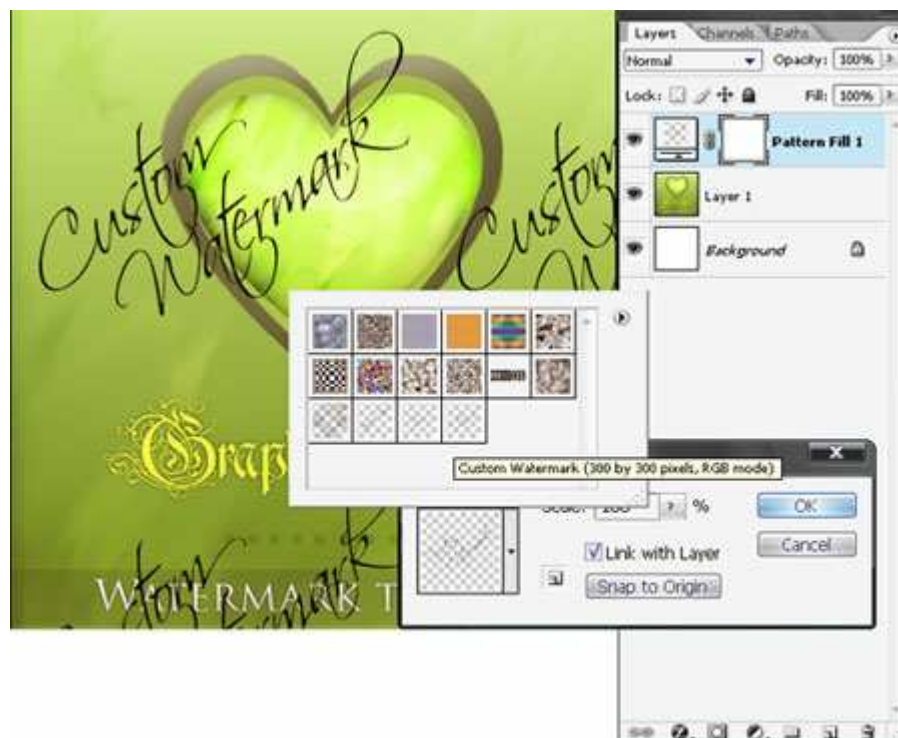 Layers Channels Paths
Normal Opacity: 100%
Lock: Fill: 100%
Pattern Fill 1
Layer 1
Background
Custom
Watermark
Custom
Custom Watermark (300 by 300 pixels, RGB mode)
%
OK
Link with Layer
Cancel
Snap to Origin
Custom
WATERMARK T